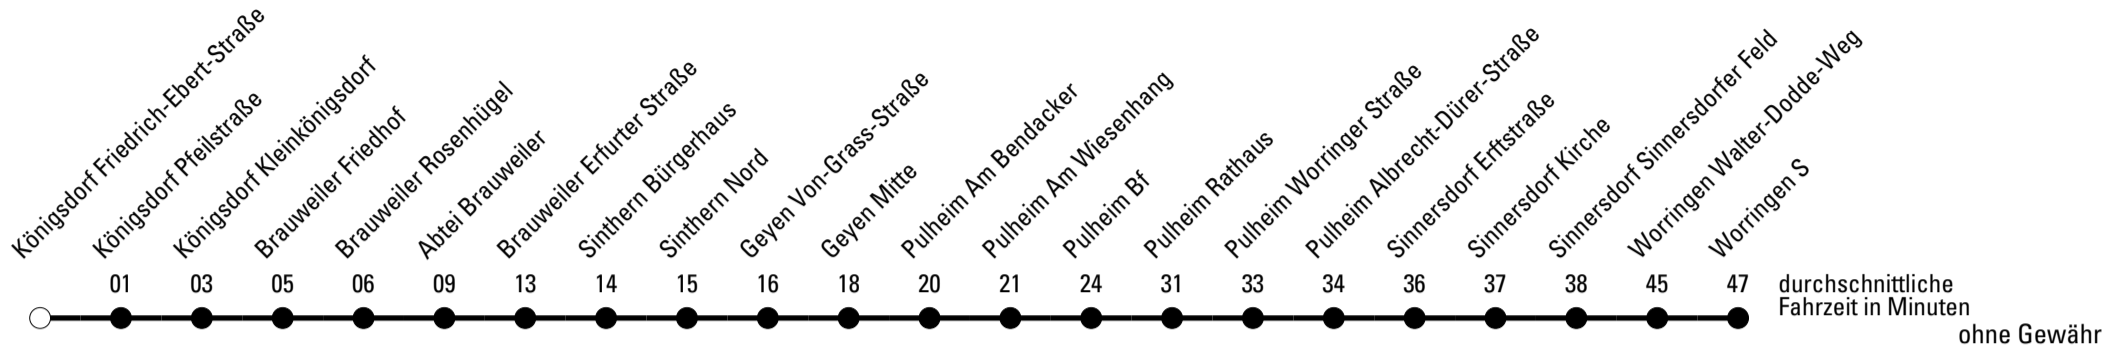 Königsdorf Friedrich-Ebert-Straße
Königsdorf Pfeilstraße
Königsdorf Kleinkönigsdorf
Brauweiler Friedhof
Brauweiler Rosenhügel
Abtei Brauweiler
Brauweiler Erfurter Straße
Sinthern Bürgerhaus
Sinthern Nord
Geyen Von-Grass-Straße
Geyen Mitte
Pulheim Am Bendacker
Pulheim Am Wiesenhang
Pulheim Bf
Pulheim Rathaus
Pulheim Worringer Straße
Pulheim Albrecht-Dürer-Straße
Sinnersdorf Erftstraße
Sinnersdorf Kirche
Sinnersdorf Sinnersdorfer Feld
Worringen Walter-Dodde-Weg
Worringen S
01 03 05 06 09 13 14 15 16 18 20 21 24 31 33 34 36 37 38 45 47
durchschnittliche
Fahrzeit in Minuten
ohne Gewähr